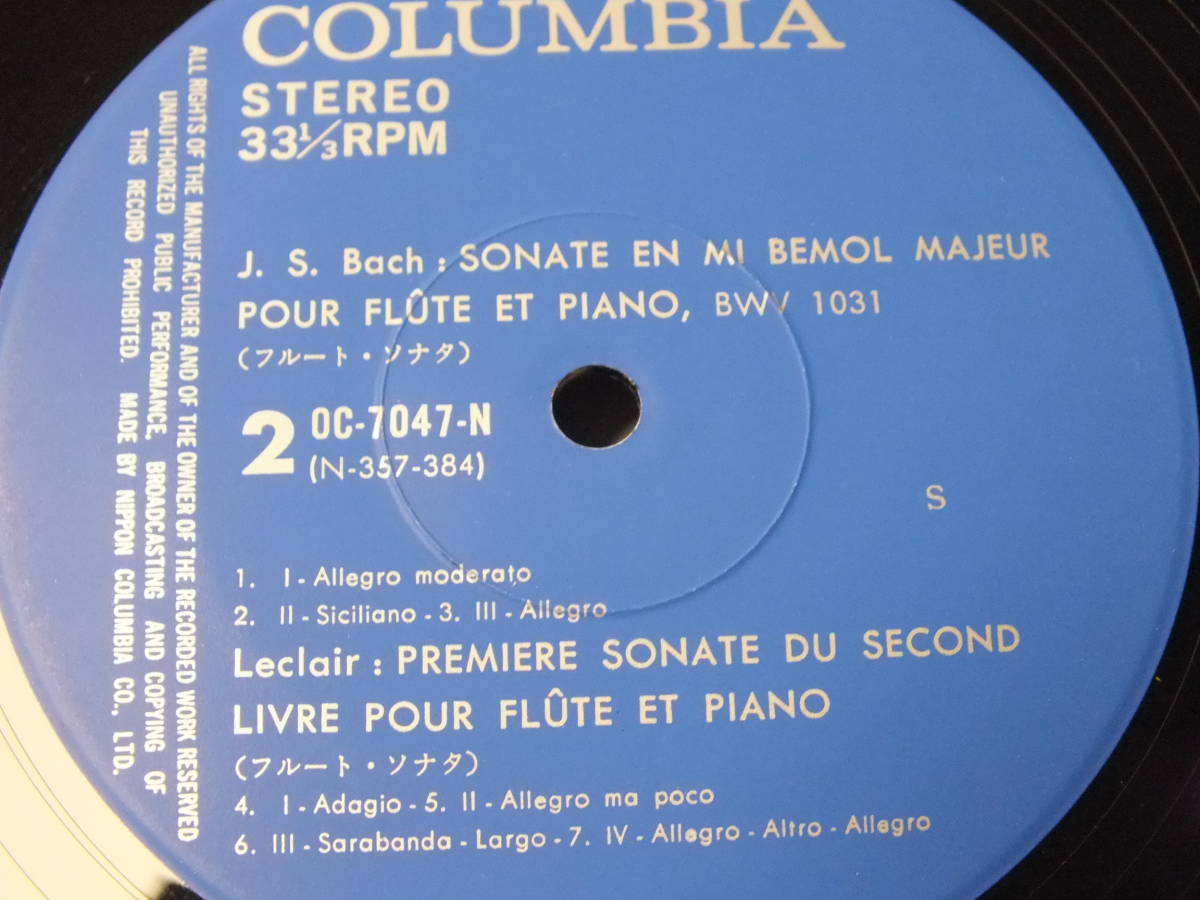 COLUMBIA
STEREO
33⅓RPM
J. S. Bach : SONATE EN MI BEMOL MAJEUR
POUR FLÛTE ET PIANO, BWV 1031
(フルート・ソナタ)
2 OC-7047-N
(N-357-384)
S
1. I - Allegro moderato
2. II - Siciliano - 3. III - Allegro
Leclair : PREMIERE SONATE DU SECOND
LIVRE POUR FLÛTE ET PIANO
(フルート・ソナタ)
4. I - Adagio - 5. II - Allegro ma poco
6. III - Sarabanda - Largo - 7. IV - Allegro - Altro - Allegro
ALL RIGHTS OF THE MANUFACTURER AND OF THE OWNER OF THE RECORDED WORK RESERVED
UNAUTHORIZED PUBLIC PERFORMANCE, BROADCASTING AND COPYING OF
THIS RECORD PROHIBITED. MADE BY NIPPON COLUMBIA CO., LTD.